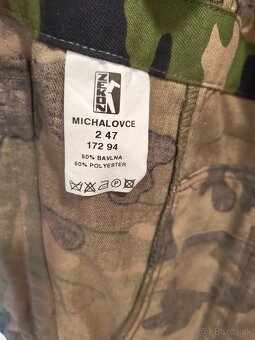 ZEKON
MICHALOVCE
2 47
172 94
50% BAVLNA
50% POLYESTER
Bazos.sk